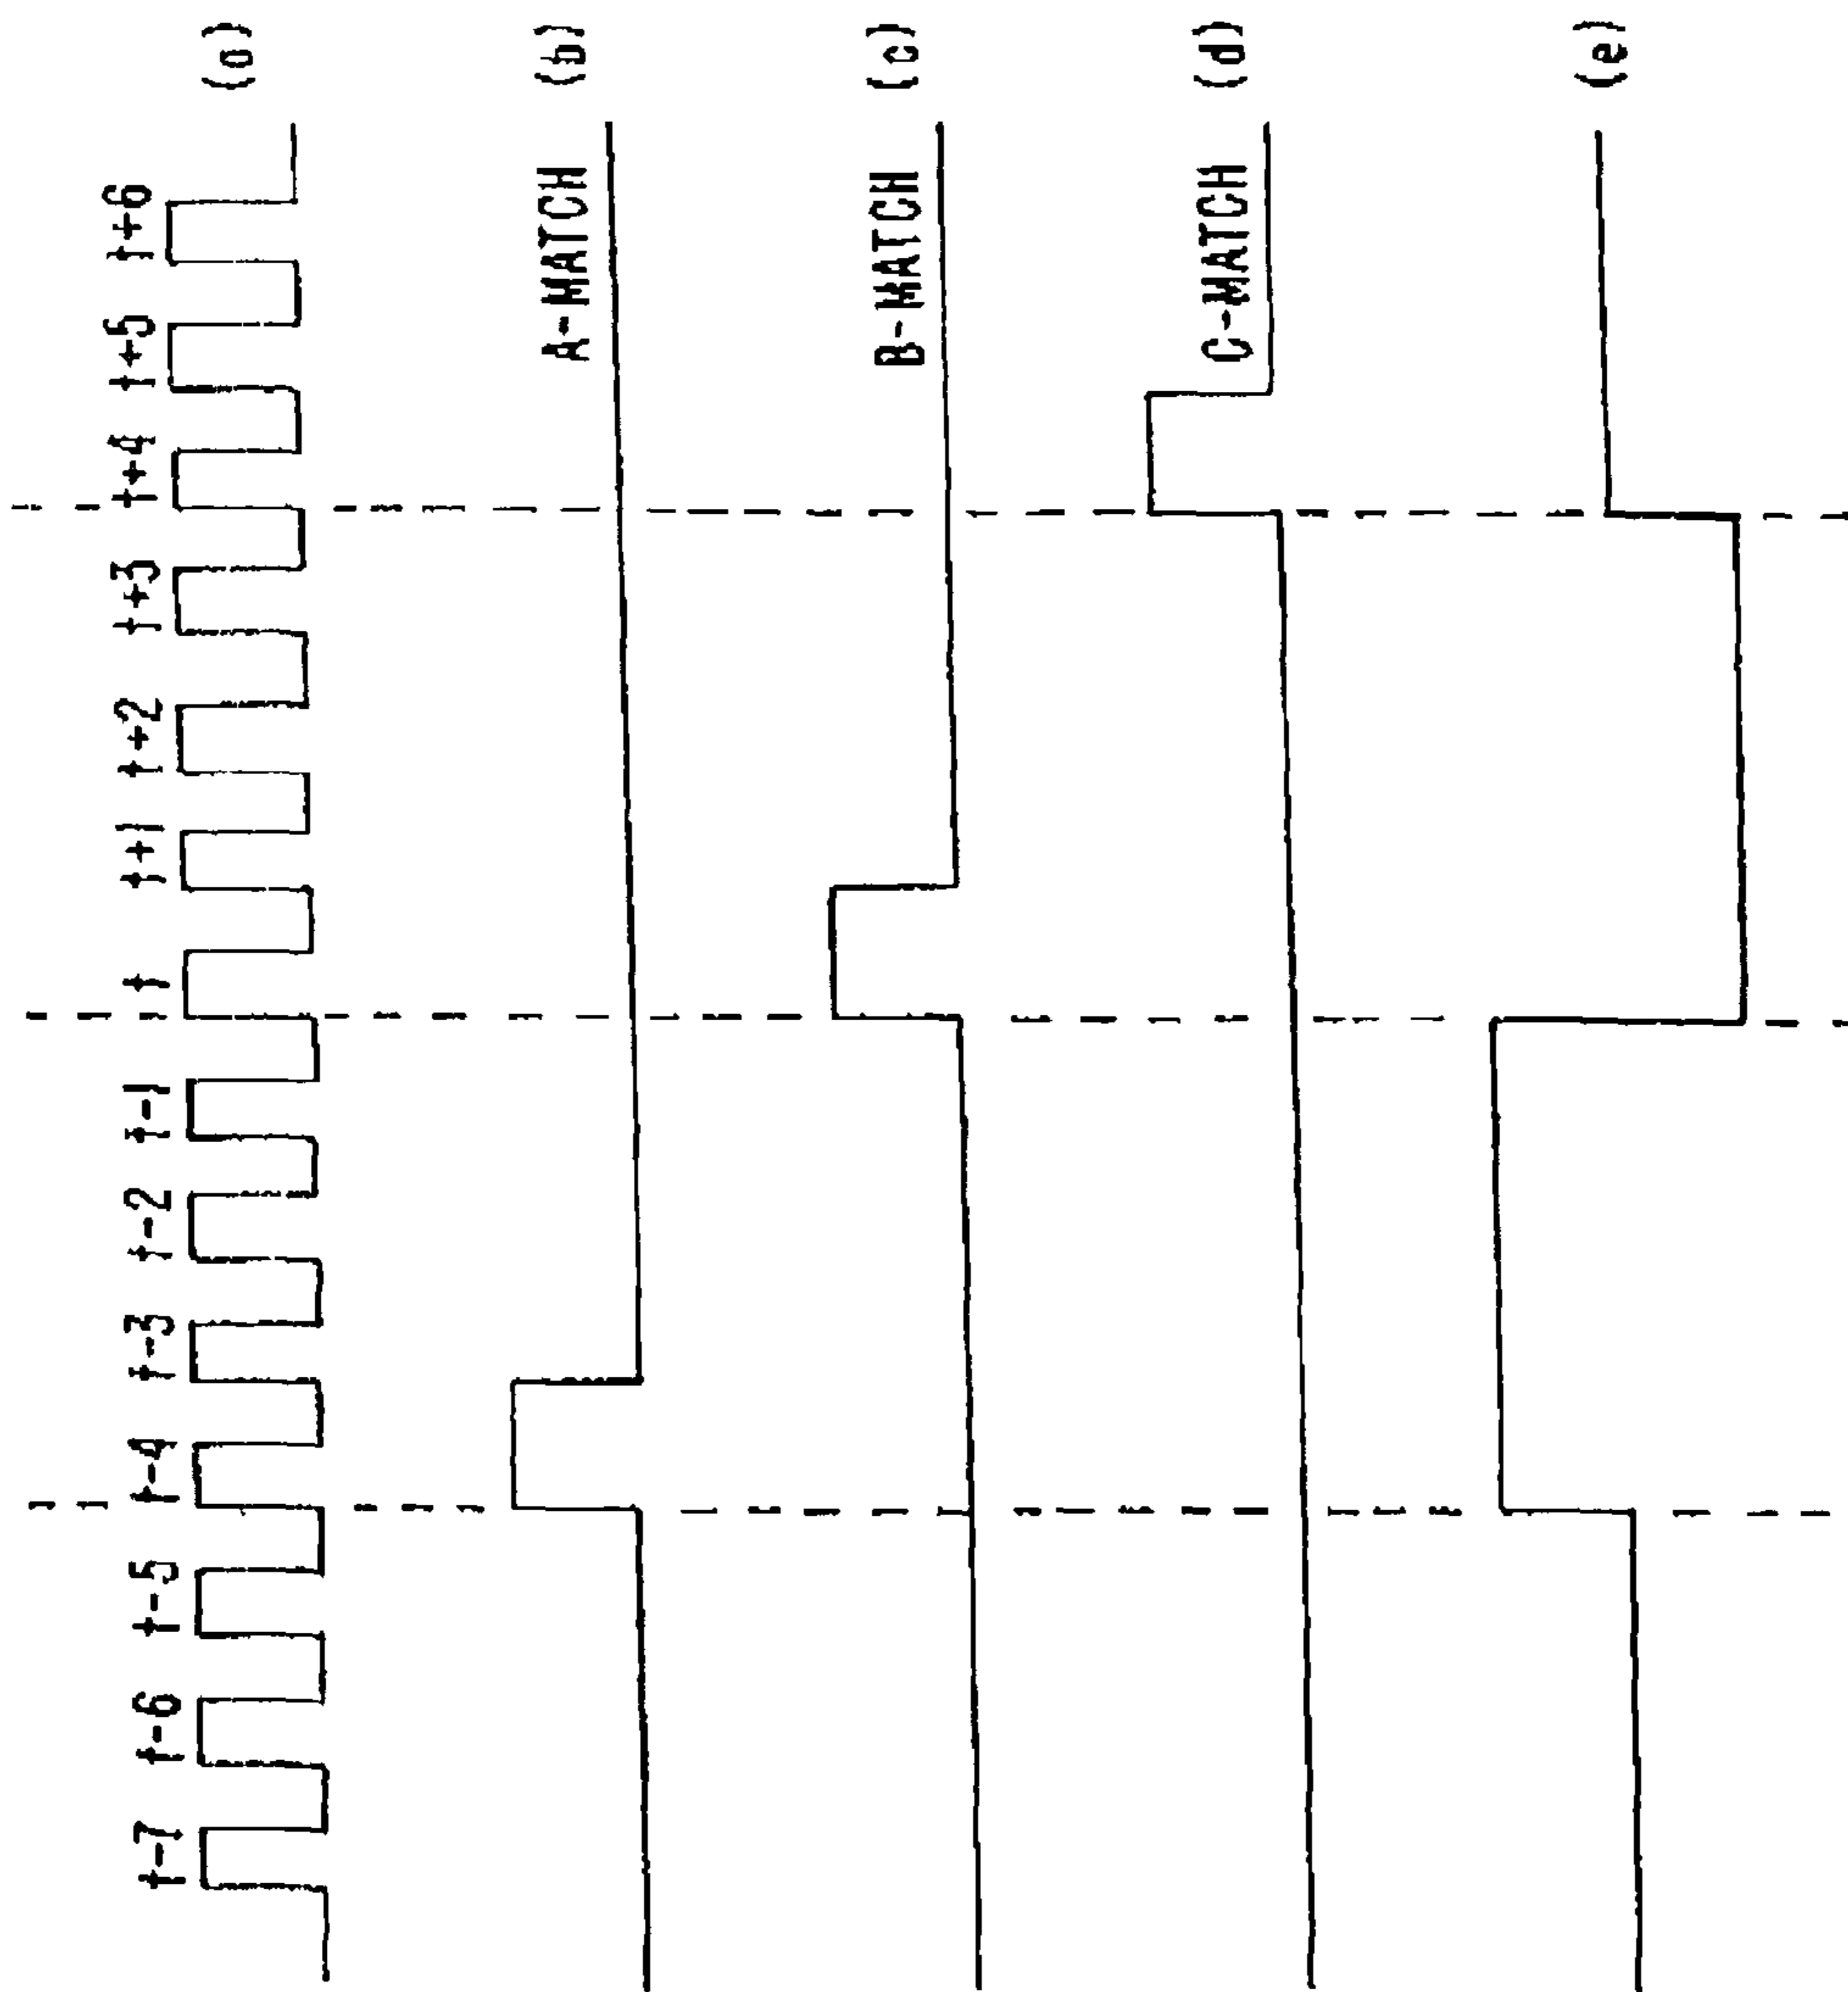 t-7 t-6 t-5 t-4 t-3 t-2 t-1 t t+1 t+2 t+3 t+4 t+5 t+6
(a)
A-MATCH
(b)
B-MATCH
(c)
C-MATCH
(d)
(e)